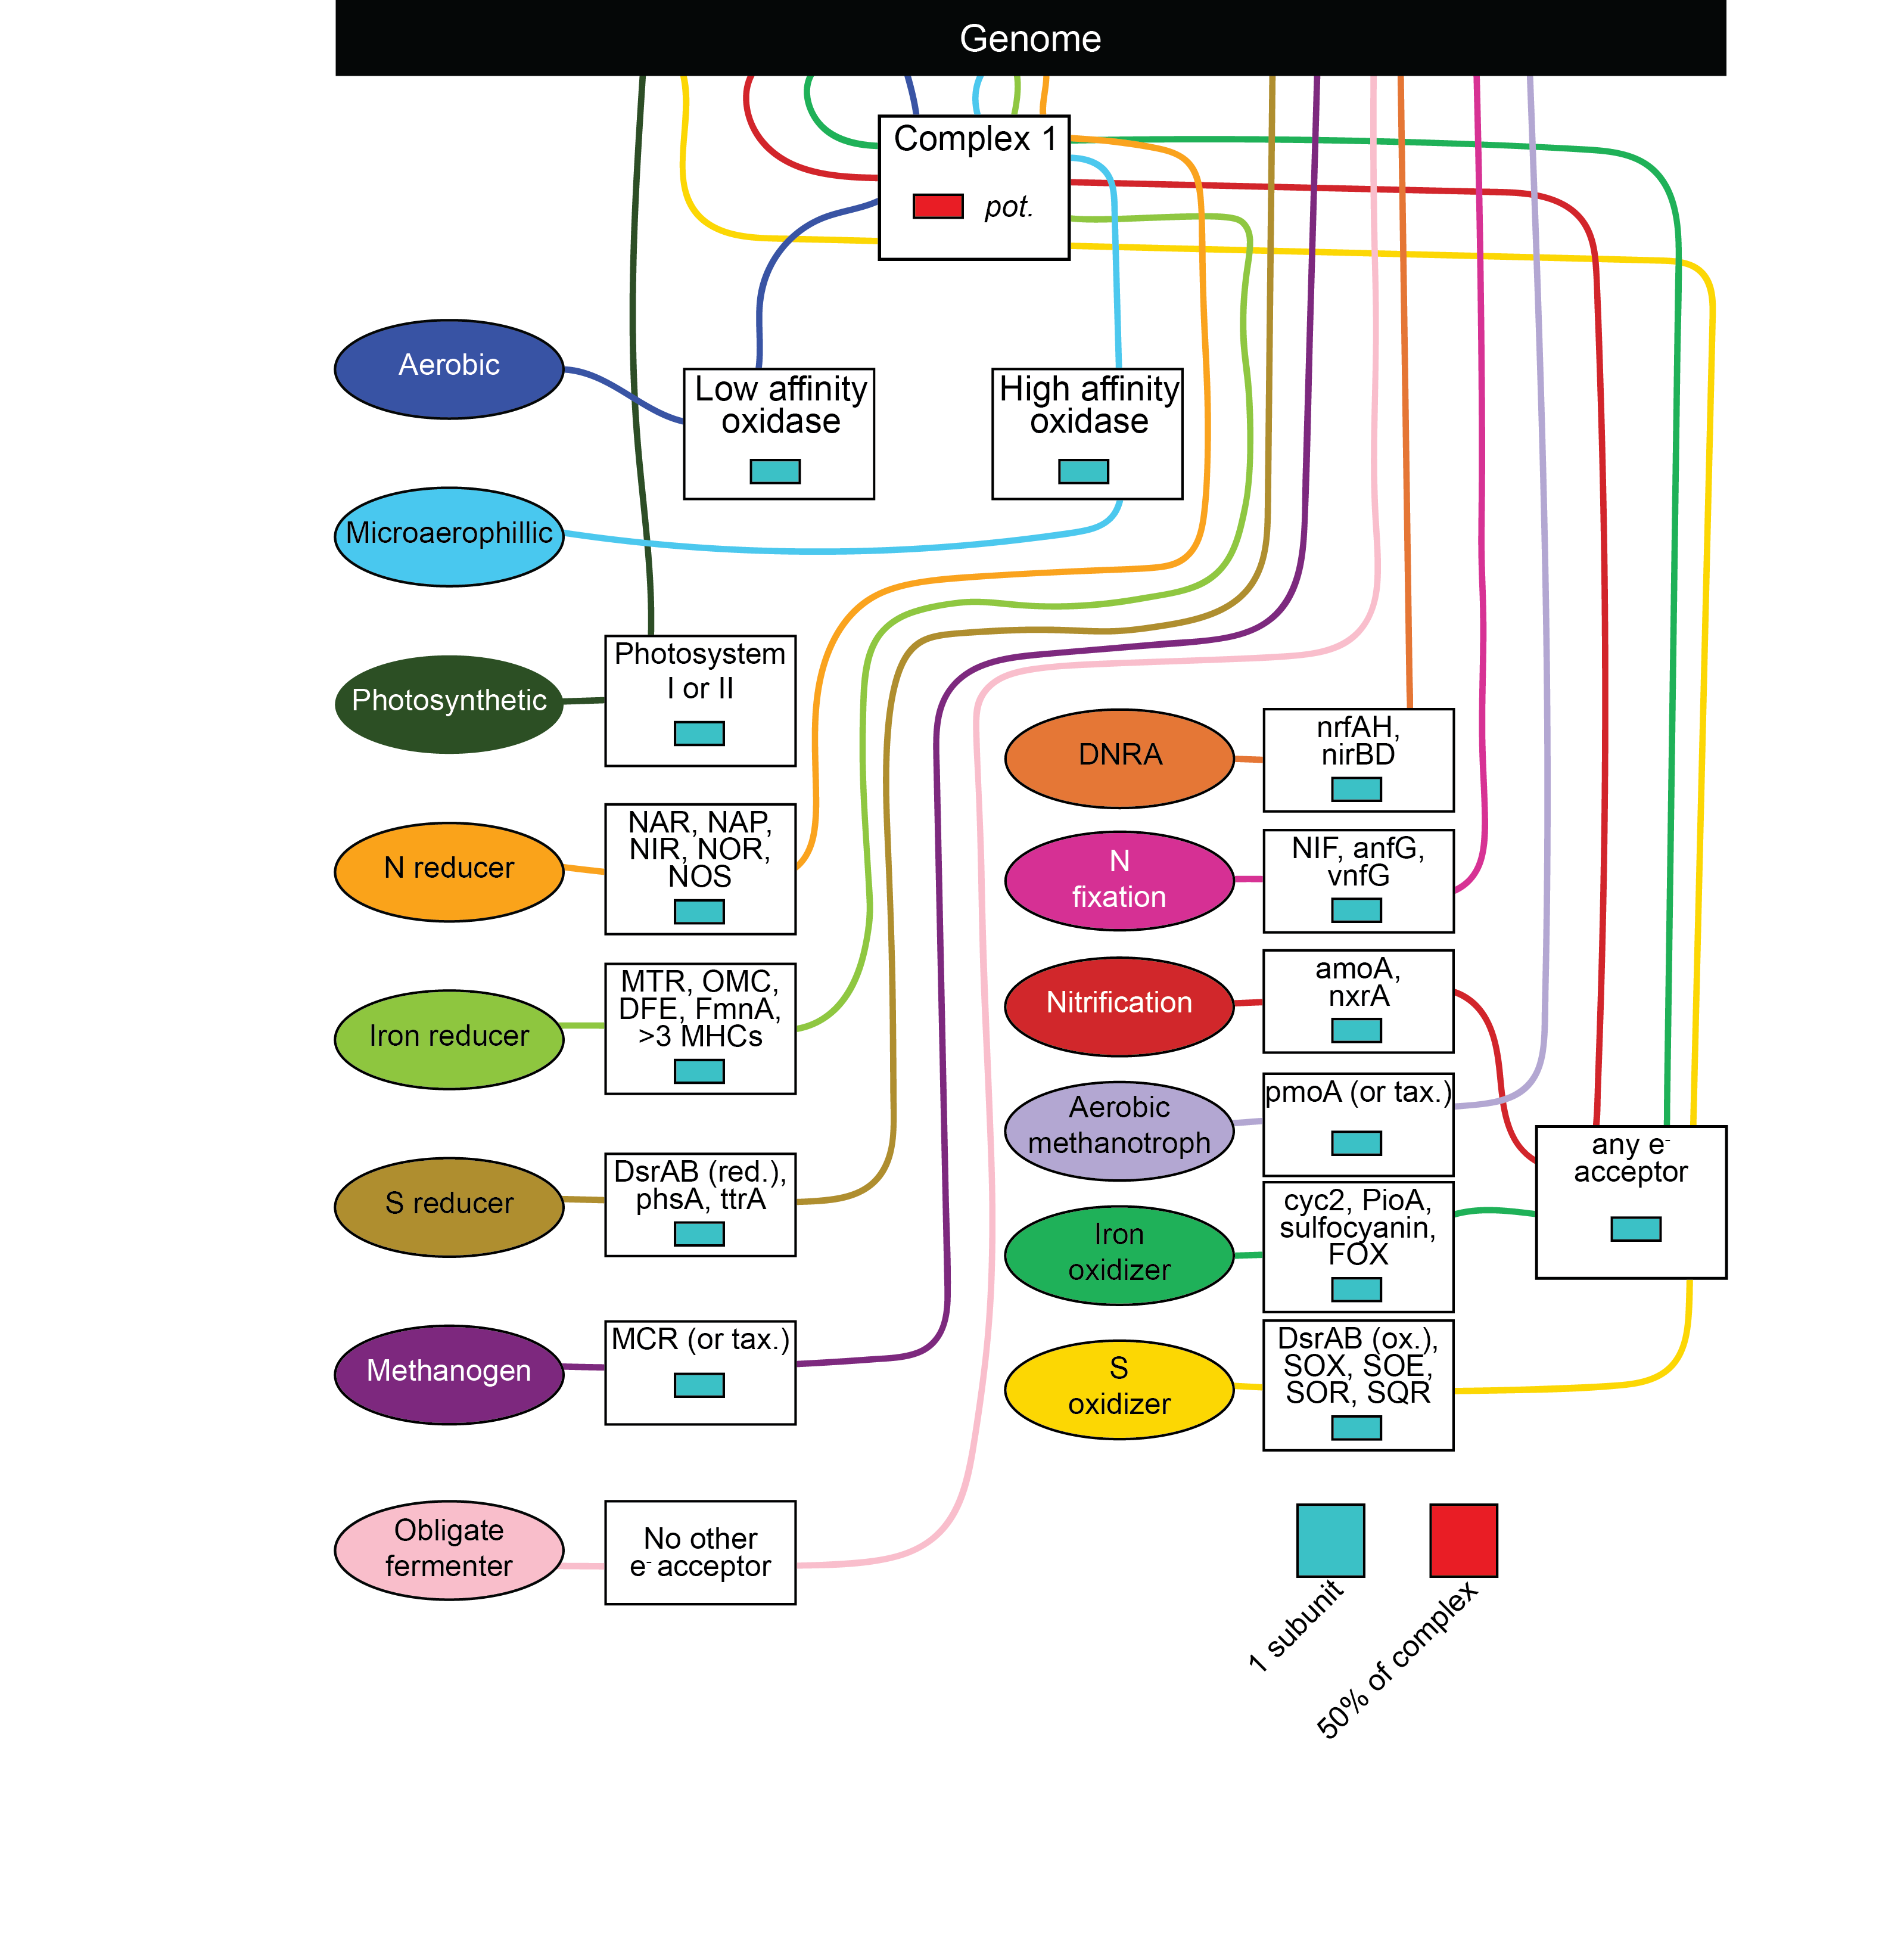 Genome
Complex 1
pot.
Aerobic
Low affinity
oxidase
High affinity
oxidase
Microaerophillic
Photosynthetic
Photosystem
I or II
DNRA
nrfAH,
nirBD
N reducer
NAR, NAP,
NIR, NOR,
NOS
N
fixation
NIF, anfG,
vnfG
Iron reducer
MTR, OMC,
DFE, FmnA,
>3 MHCs
Nitrification
amoA,
nxrA
Aerobic
methanotroph
pmoA (or tax.)
any e-
acceptor
S reducer
DsrAB (red.),
phsA, ttrA
Iron
oxidizer
cyc2, PioA,
sulfocyanin,
FOX
Methanogen
MCR (or tax.)
S
oxidizer
DsrAB (ox.),
SOX, SOE,
SOR, SQR
Obligate
fermenter
No other
e- acceptor
1 subunit
50% of complex